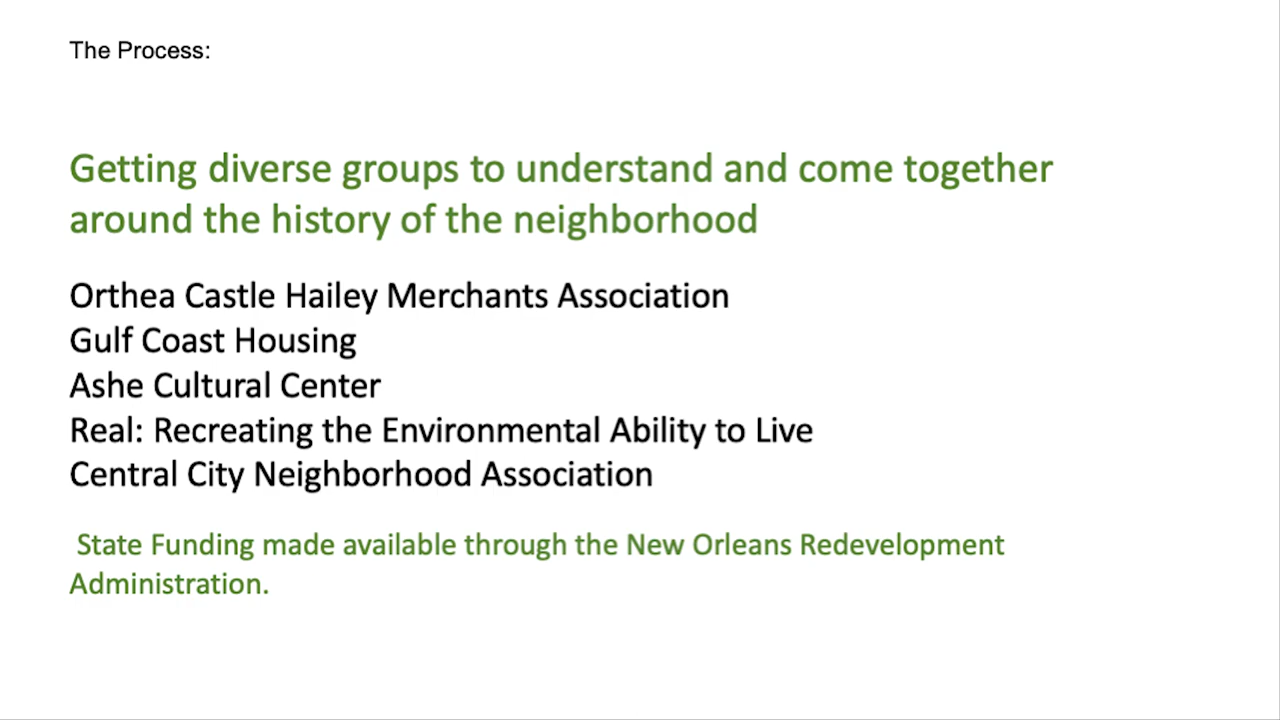 The Process:
Getting diverse groups to understand and come together
around the history of the neighborhood
Orthea Castle Hailey Merchants Association
Gulf Coast Housing
Ashe Cultural Center
Real: Recreating the Environmental Ability to Live
Central City Neighborhood Association
State Funding made available through the New Orleans Redevelopment
Administration.